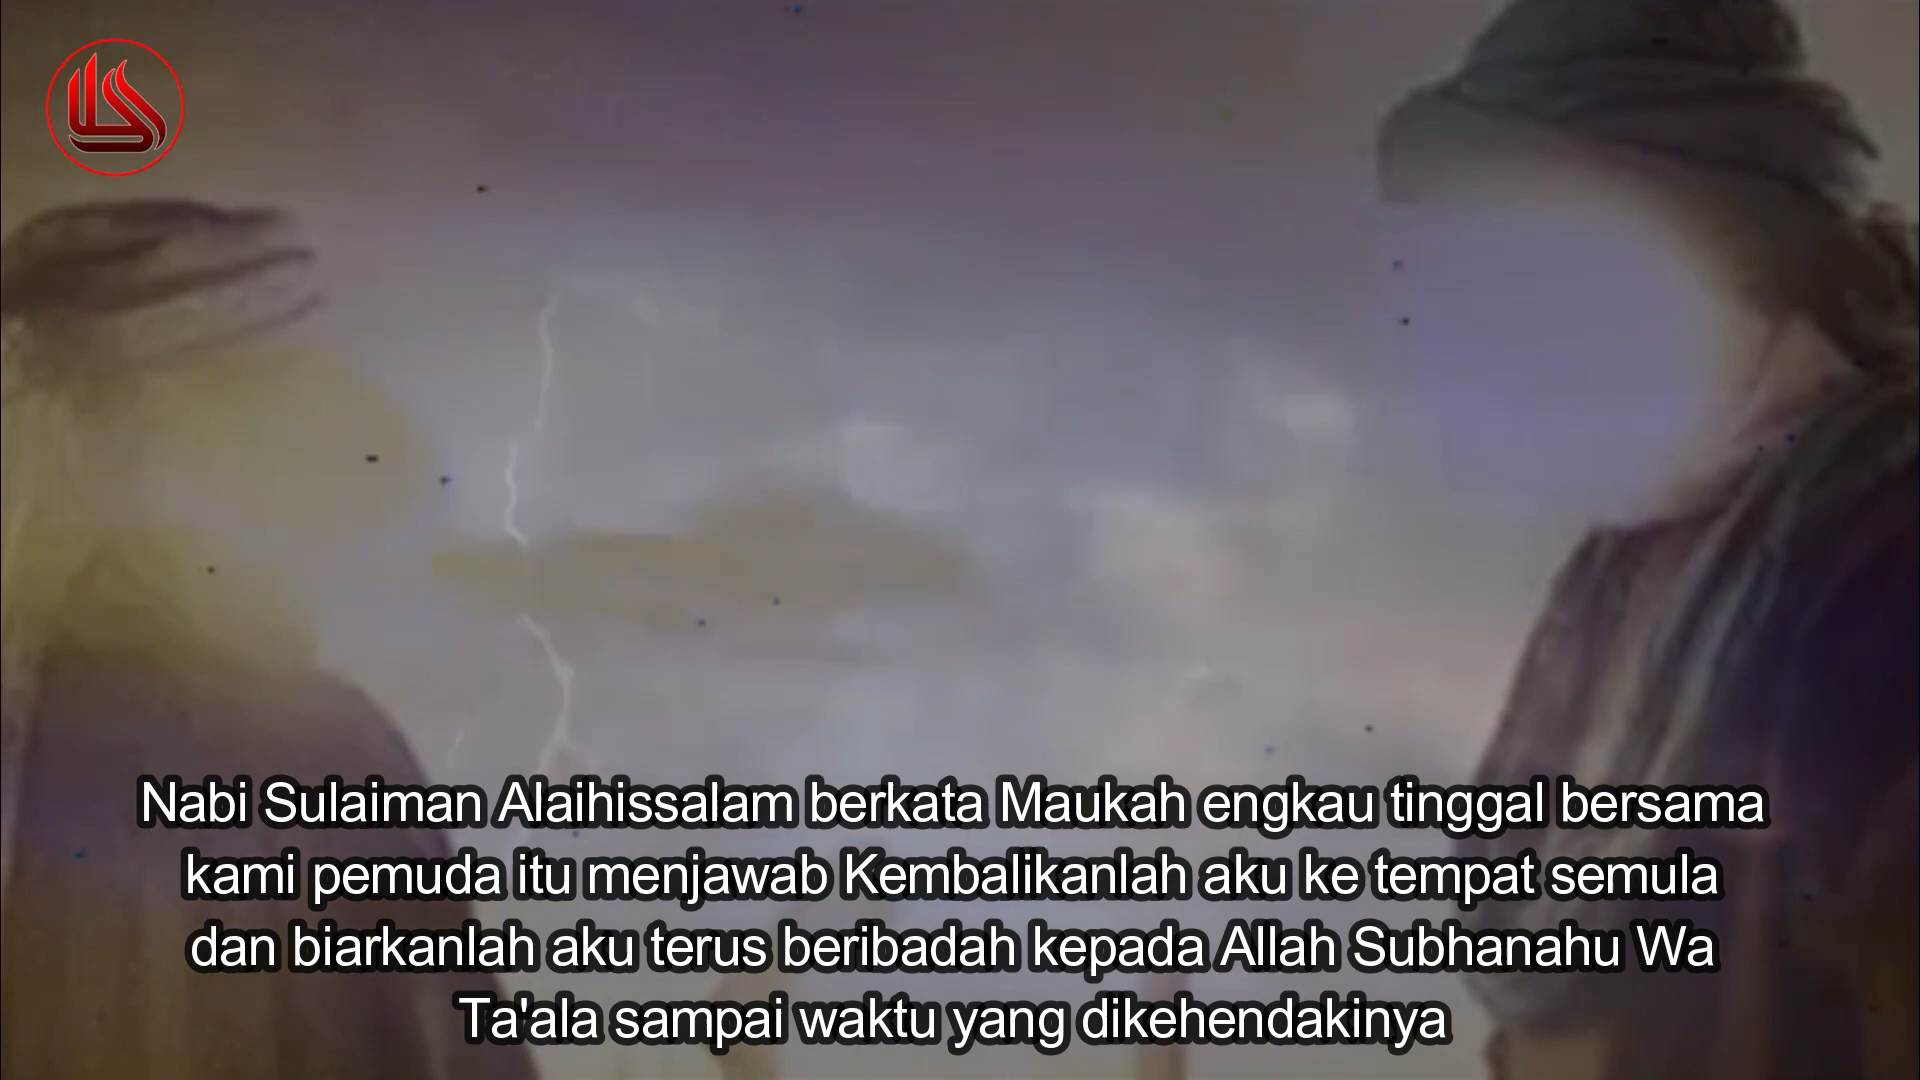 Nabi Sulaiman Alaihissalam berkata Maukah engkau tinggal bersama
kami pemuda itu menjawab Kembalikanlah aku ke tempat semula
dan biarkanlah aku terus beribadah kepada Allah Subhanahu Wa
Ta'ala sampai waktu yang dikehendakinya